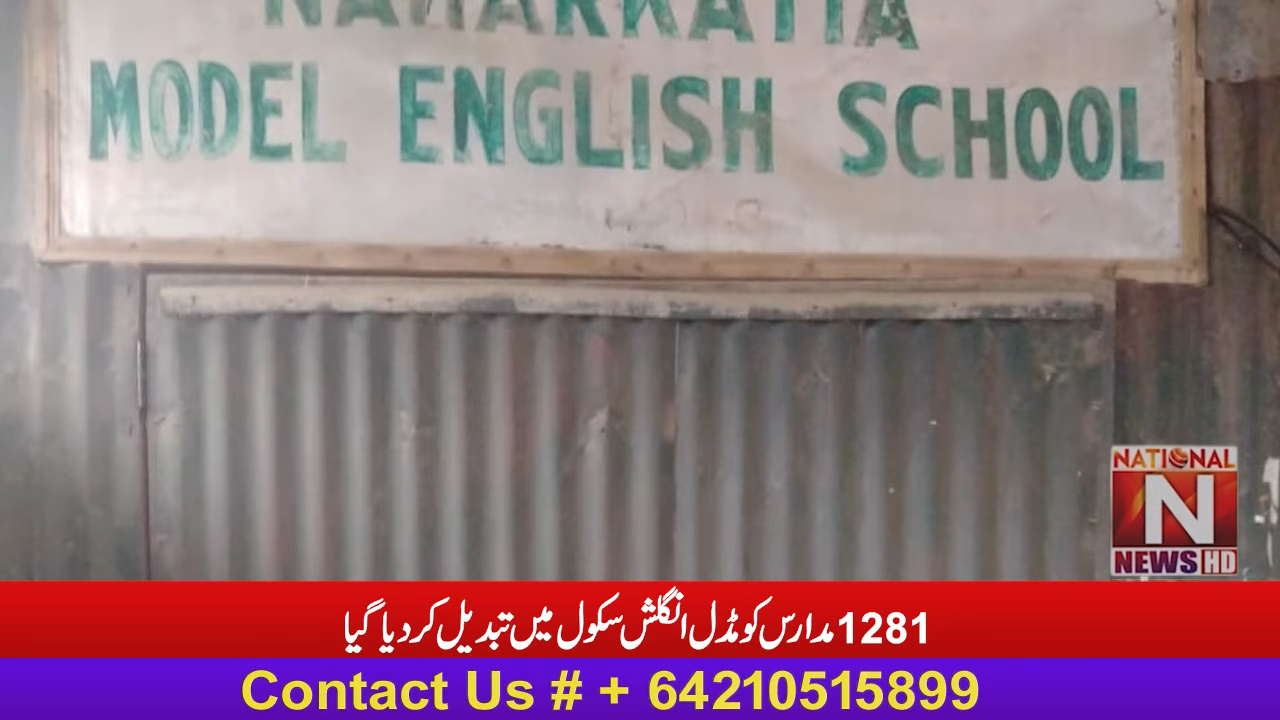 NAHARKATIA
MODEL ENGLISH SCHOOL
NATIONAL
N
NEWS HD
1281 مدارس کو مڈل انگلش سکول میں تبدیل کر دیا گیا
Contact Us # + 64210515899